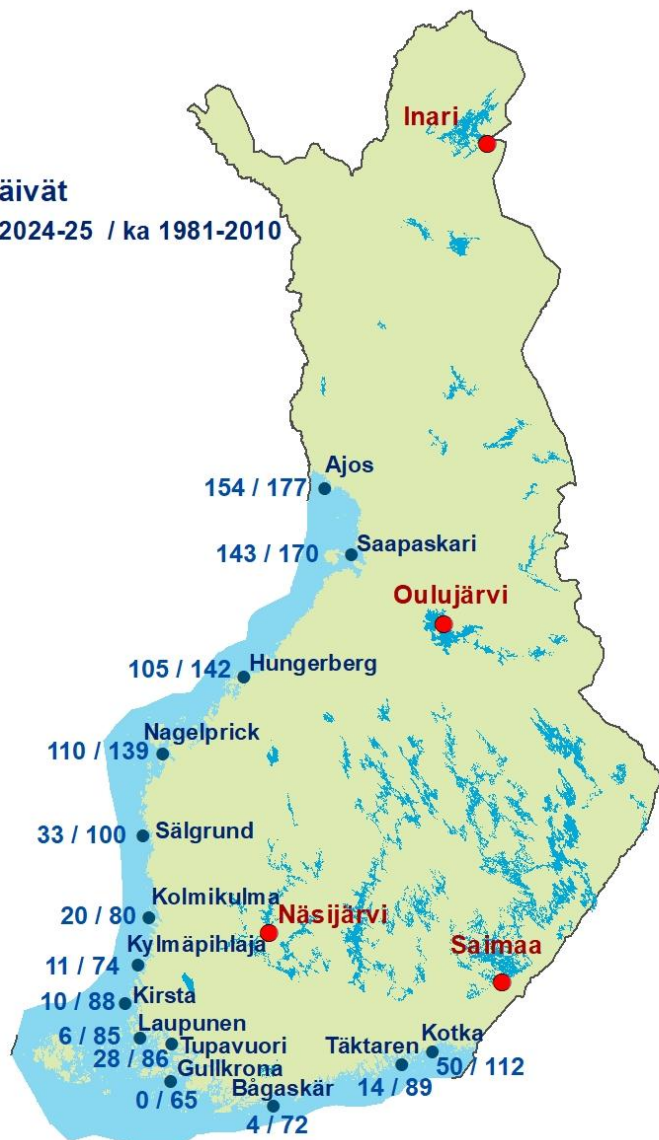 Inari
äivät
2024-25 / ka 1981-2010
Ajos
154 / 177
Saapaskari
143 / 170
Oulujärvi
Hungerberg
105 / 142
Nagelprick
110 / 139
Sälgrund
33 / 100
Kolmikulma
20 / 80
Näsijärvi
Kylmäpihlaja
11 / 74
Saimaa
Kirsta
10 / 88
Laupunen
6 / 85
Tupavuori
28 / 86
Täktaren
Kotka
50 / 112
Gullkrona
0 / 65
14 / 89
Bågaskär
4 / 72